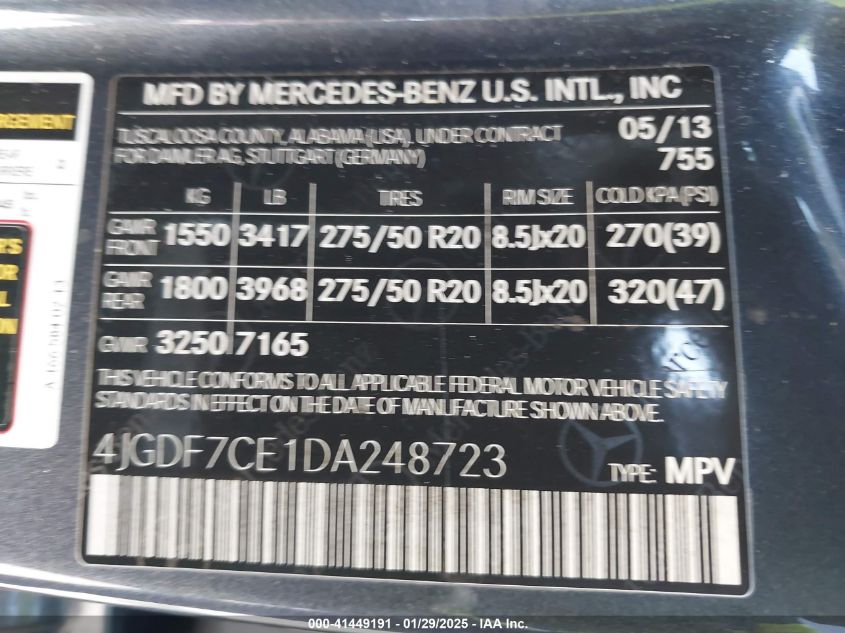 MFD BY MERCEDES-BENZ U.S. INTL., INC
TUSCALOOSA COUNTY, ALABAMA (USA). UNDER CONTRACT 05/13
FOR DAIMLER AG, STUTTGART (GERMANY) 755
KG LB TIRES RIM SIZE COLD KPA (PSI)
GAWR FRONT 1550 3417 275/50 R20 8.5Jx20 270(39)
GAWR REAR 1800 3968 275/50 R20 8.5Jx20 320(47)
GVWR 3250 7165
THIS VEHICLE CONFORMS TO ALL APPLICABLE FEDERAL MOTOR VEHICLE SAFETY
STANDARDS IN EFFECT ON THE DATE OF MANUFACTURE SHOWN ABOVE.
4JGDF7CE1DA248723 TYPE: MPV
000-41449191 - 01/29/2025 - IAA Inc.